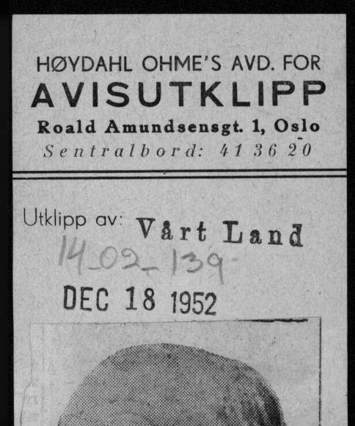 HØYDAHL OHME'S AVD. FOR
AVISUTKLIPP
Roald Amundsensgt. 1, Oslo
Sentralbord: 41 36 20
Utklipp av: Vårt Land
14-02-139
DEC 18 1952